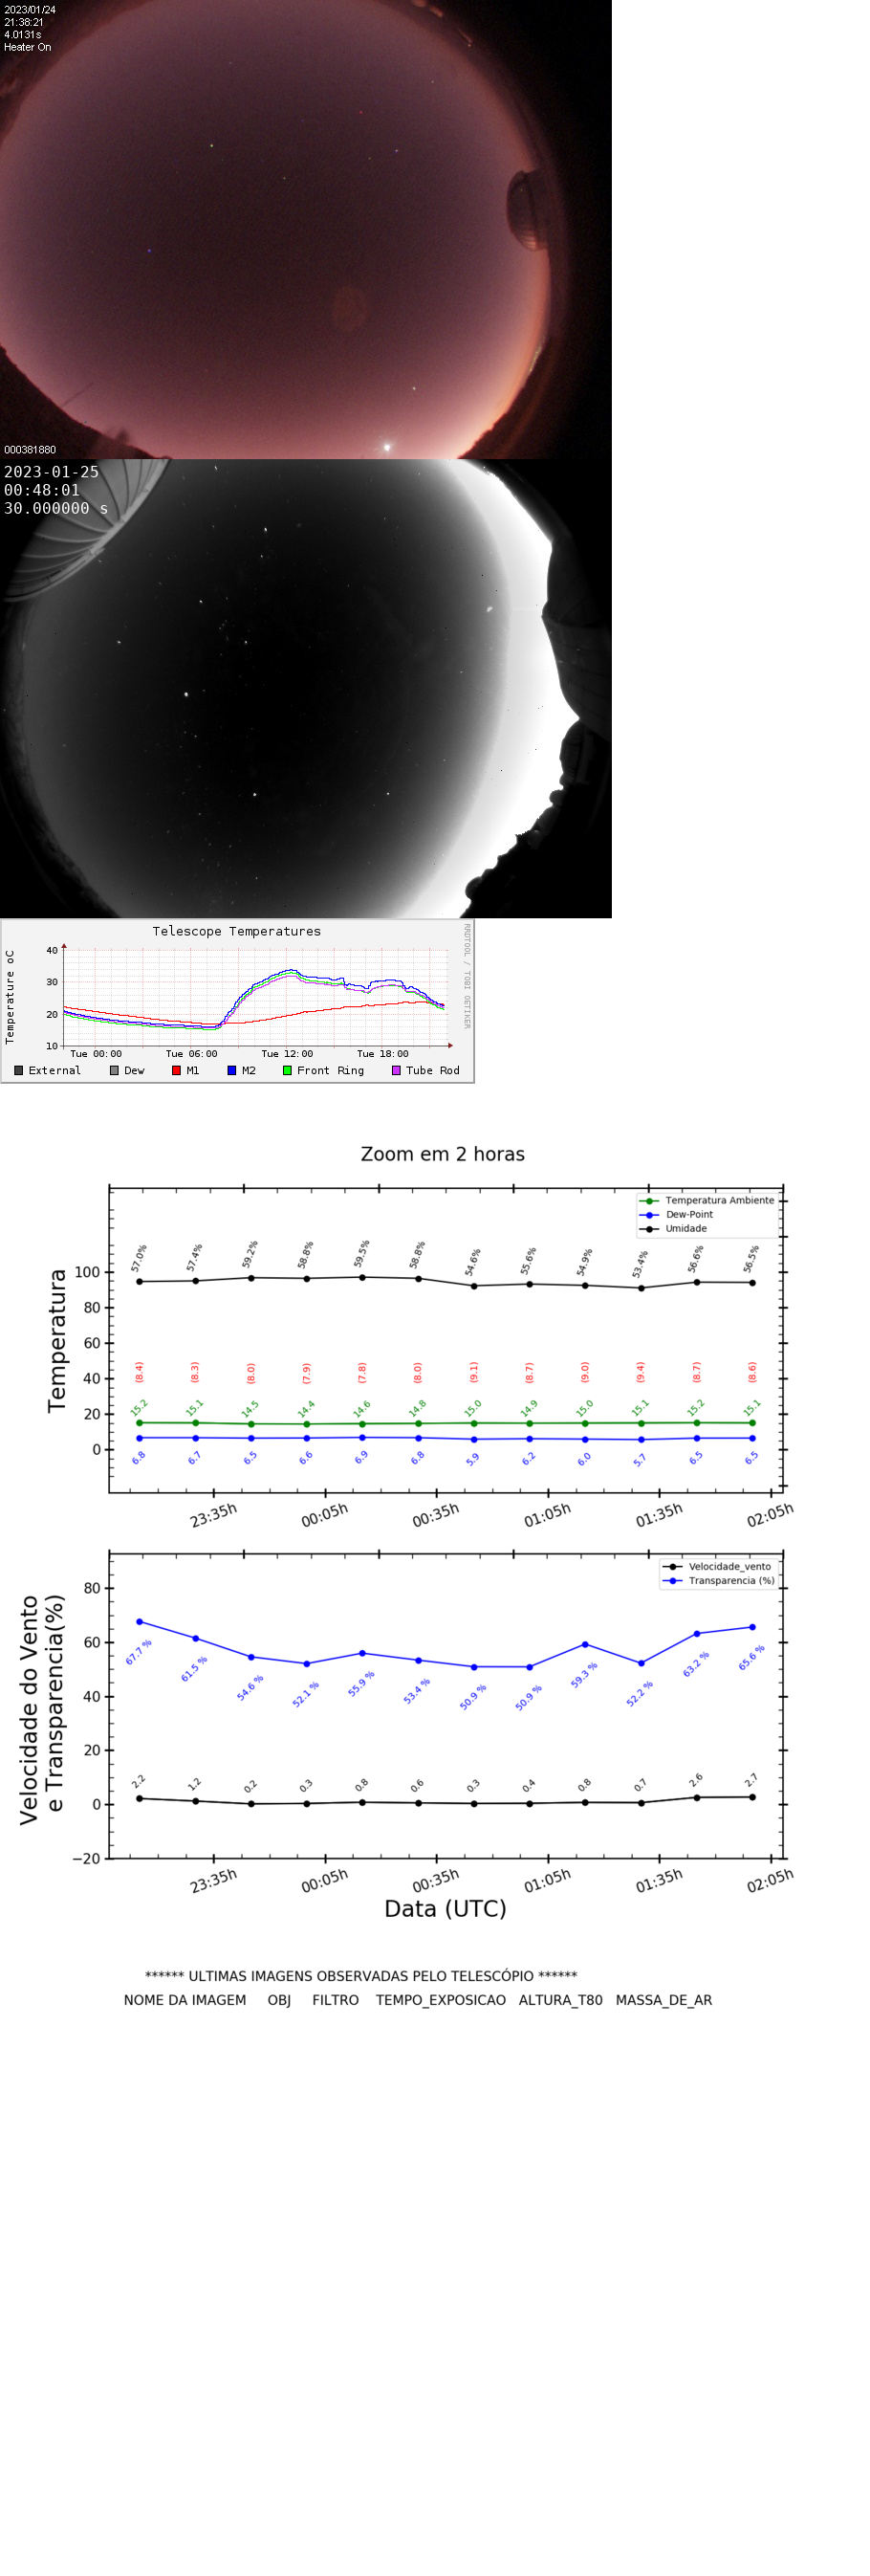 2023/01/24
21:38:21
4.0131s
Heater On
000381880
2023-01-25
00:48:01
30.000000 s
Telescope Temperatures
RRDTOOL / TOBI OETIKER
Temperature oC
40
30
20
10
Tue 00:00 Tue 06:00 Tue 12:00 Tue 18:00
External Dew M1 M2 Front Ring Tube Rod
Zoom em 2 horas
Temperatura Ambiente
Dew-Point
Umidade
Temperatura
100
80
60
40
20
0
57.0% 57.4% 59.2% 58.8% 59.5% 58.8% 54.6% 55.6% 54.9% 53.4% 56.6% 56.5%
(8.4) (8.3) (8.0) (7.9) (7.8) (8.0) (9.1) (8.7) (9.0) (9.4) (8.7) (8.6)
15.2 15.1 14.5 14.4 14.6 14.8 15.0 14.9 15.0 15.1 15.2 15.1
6.8 6.7 6.5 6.6 6.9 6.8 5.9 6.2 6.0 5.7 6.5 6.5
23:35h 00:05h 00:35h 01:05h 01:35h 02:05h
Velocidade_vento
Transparencia (%)
Velocidade do Vento
e Transparencia(%)
80
60
40
20
0
−20
67.7 % 61.5 % 54.6 % 52.1 % 55.9 % 53.4 % 50.9 % 50.9 % 59.3 % 52.2 % 63.2 % 65.6 %
2.2 1.2 0.2 0.3 0.8 0.6 0.3 0.4 0.8 0.7 2.6 2.7
23:35h 00:05h 00:35h 01:05h 01:35h 02:05h
Data (UTC)
****** ULTIMAS IMAGENS OBSERVADAS PELO TELESCÓPIO ******
NOME DA IMAGEM OBJ FILTRO TEMPO_EXPOSICAO ALTURA_T80 MASSA_DE_AR